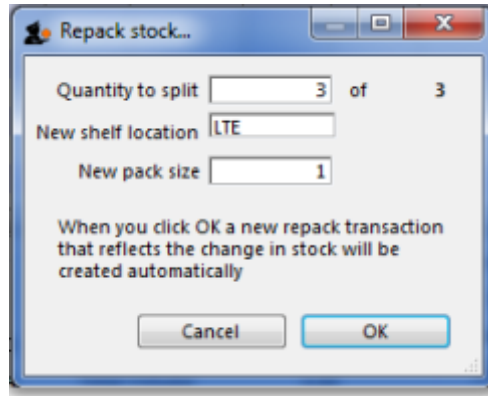 Repack stock...
Quantity to split 3 of 3
New shelf location LTE
New pack size 1
When you click OK a new repack transaction
that reflects the change in stock will be
created automatically
Cancel OK